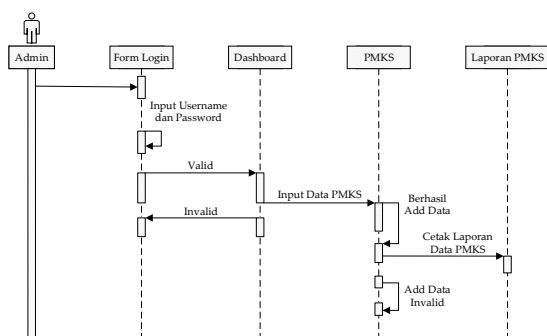 Admin
Form Login
Dashboard
PMKS
Laporan PMKS
Input Username
dan Password
Valid
Input Data PMKS
Berhasil
Add Data
Invalid
Cetak Laporan
Data PMKS
Add Data
Invalid